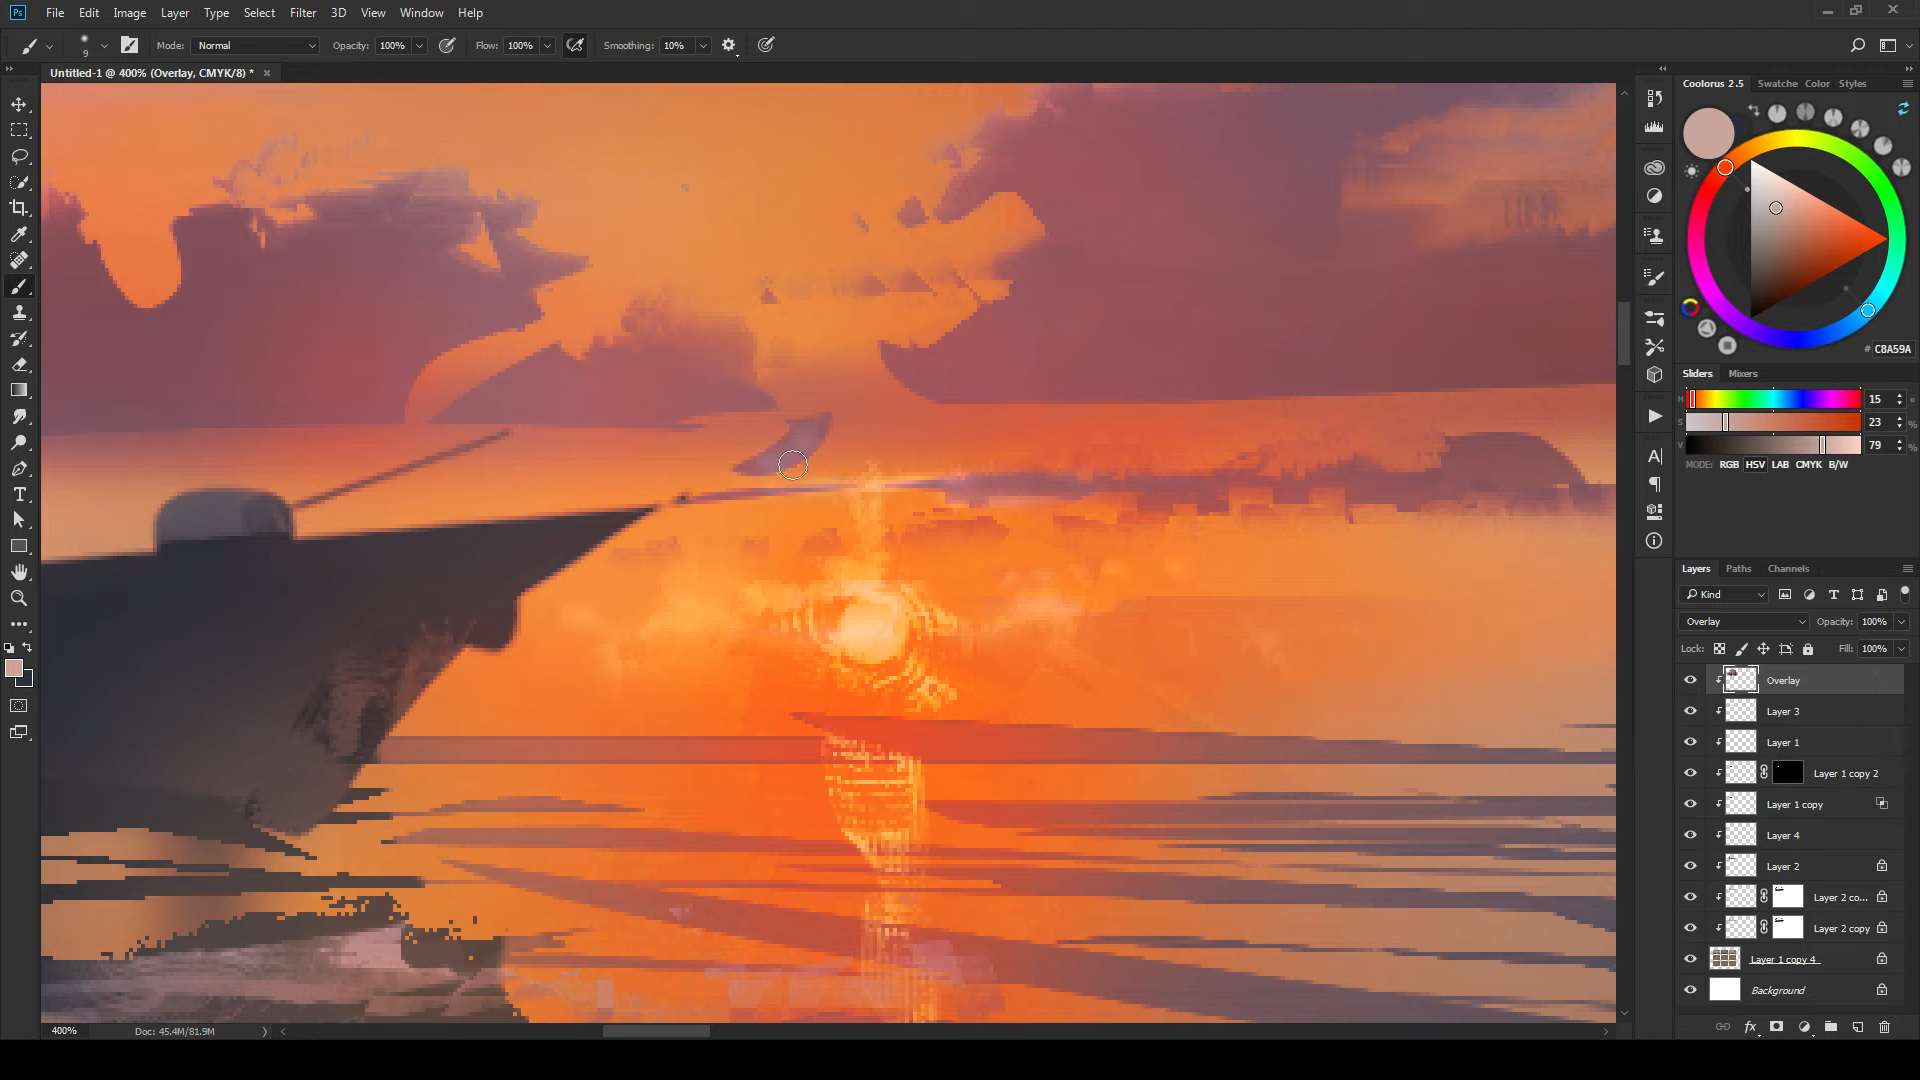 Ps File Edit Image Layer Type Select Filter 3D View Window Help
9 Mode: Normal Opacity: 100% Flow: 100% Smoothing: 10%
Untitled-1 @ 400% (Overlay, CMYK/8) * ×
Coolorus 2.5 Swatche Color Styles
# C8A59A
Sliders Mixers
H 15 °
S 23 %
V 79 %
MODE: RGB HSV LAB CMYK B/W
Layers Paths Channels
Kind
Overlay Opacity: 100%
Lock: Fill: 100%
Overlay
Layer 3
Layer 1
Layer 1 copy 2
Layer 1 copy
Layer 4
Layer 2
Layer 2 co...
Layer 2 copy
Layer 1 copy 4
Background
400% Doc: 45.4M/81.9M